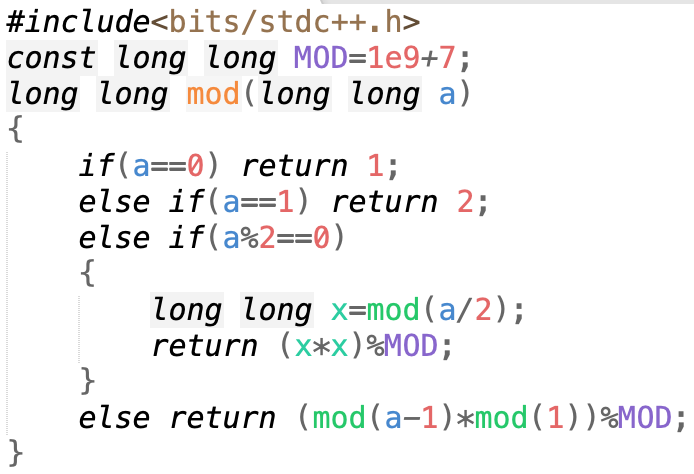 #include<bits/stdc++.h>
const long long MOD=1e9+7;
long long mod(long long a)
{
    if(a==0) return 1;
    else if(a==1) return 2;
    else if(a%2==0)
    {
        long long x=mod(a/2);
        return (x*x)%MOD;
    }
    else return (mod(a-1)*mod(1))%MOD;
}